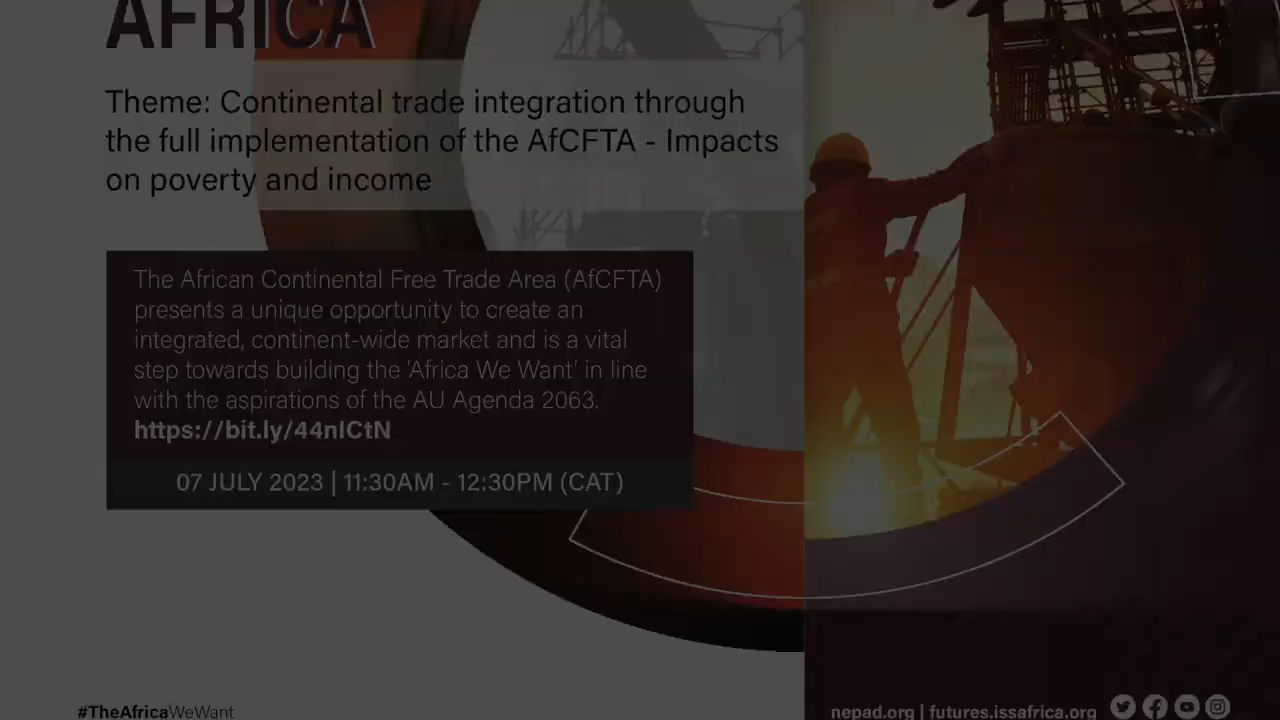 AFRICA
Theme: Continental trade integration through
the full implementation of the AfCFTA - Impacts
on poverty and income
The African Continental Free Trade Area (AfCFTA)
presents a unique opportunity to create an
integrated, continent-wide market and is a vital
step towards building the 'Africa We Want' in line
with the aspirations of the AU Agenda 2063.
https://bit.ly/44nICtN
07 JULY 2023 | 11:30AM - 12:30PM (CAT)
#TheAfricaWeWant
nepad.org | futures.issafrica.org